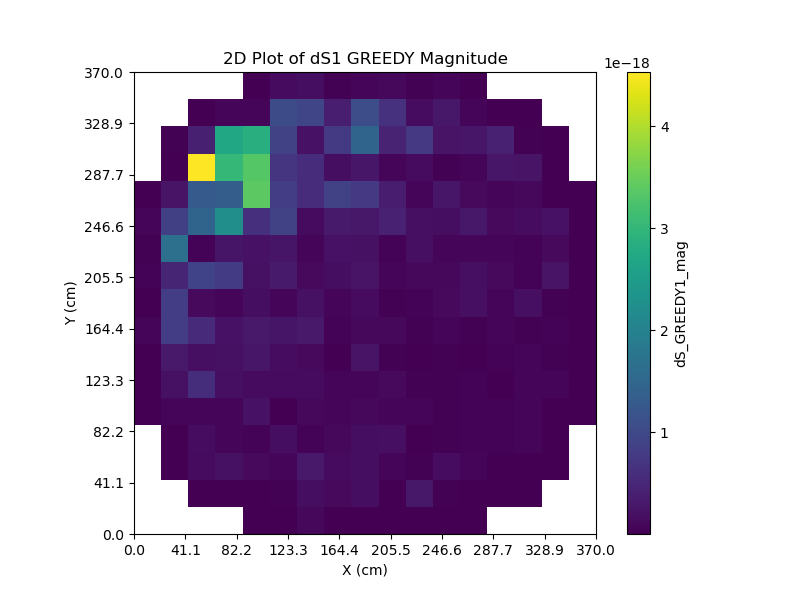 2D Plot of dS1 GREEDY Magnitude
1e−18
370.0
328.9
287.7
246.6
205.5
164.4
123.3
82.2
41.1
0.0
Y (cm)
0.0 41.1 82.2 123.3 164.4 205.5 246.6 287.7 328.9 370.0
X (cm)
4
3
2
1
dS_GREEDY1_mag